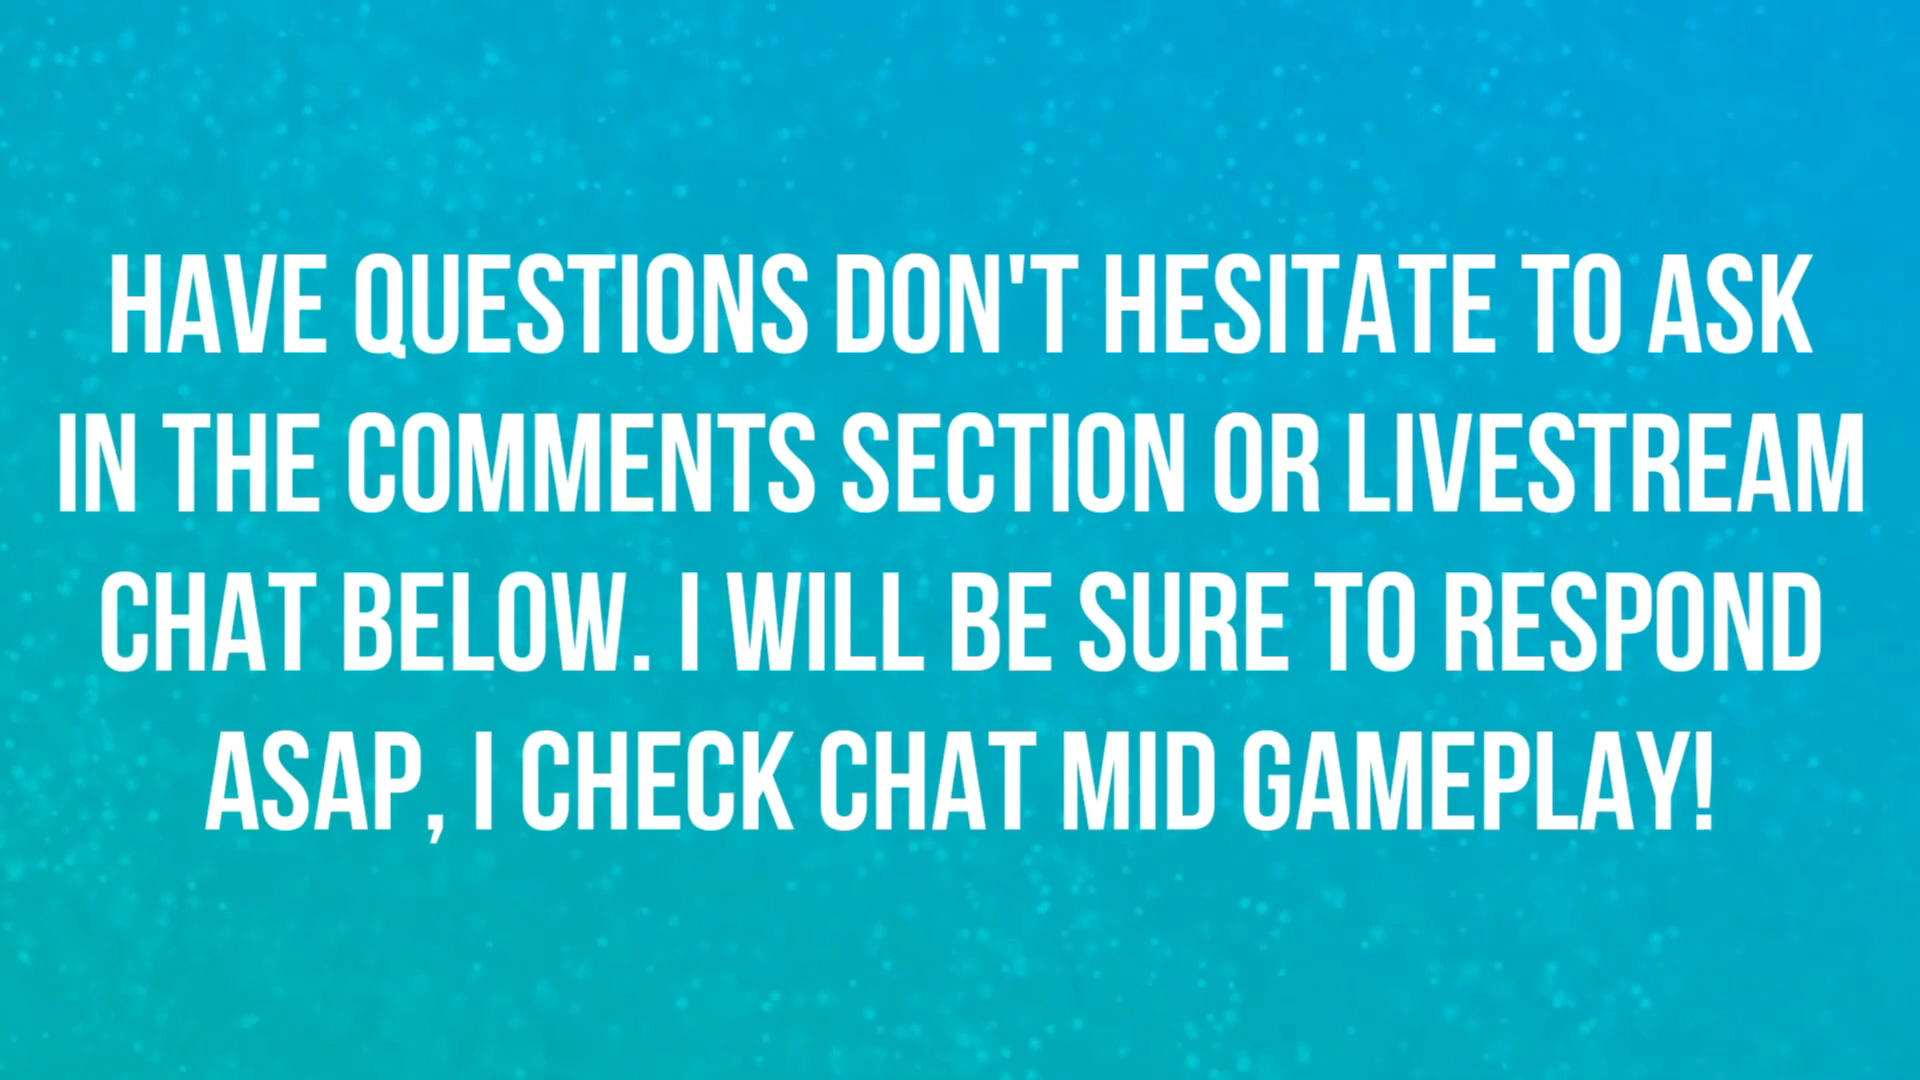 HAVE QUESTIONS DON'T HESITATE TO ASK
IN THE COMMENTS SECTION OR LIVESTREAM
CHAT BELOW. I WILL BE SURE TO RESPOND
ASAP, I CHECK CHAT MID GAMEPLAY!